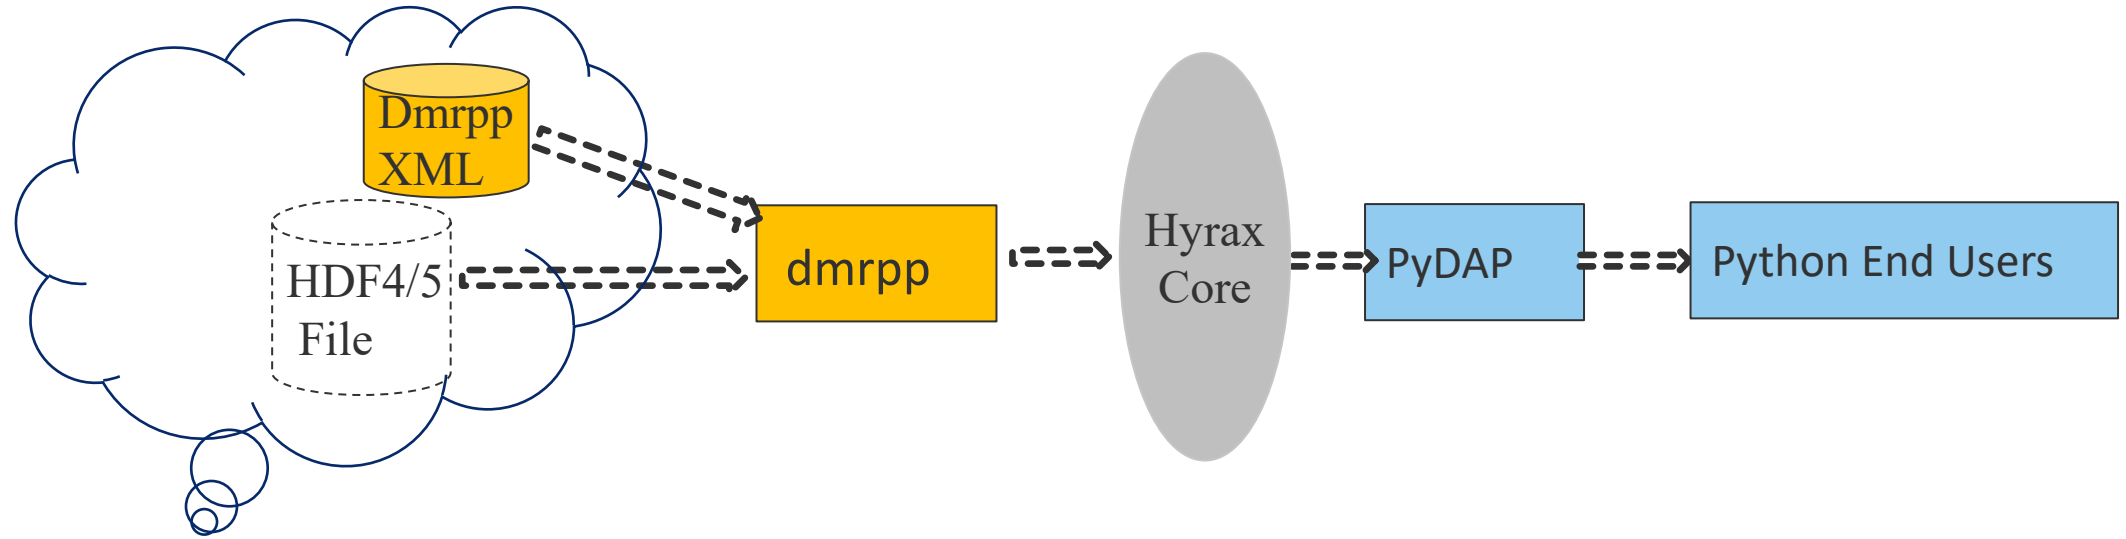 Dmrpp
XML
HDF4/5
File
dmrpp
Hyrax
Core
PyDAP
Python End Users